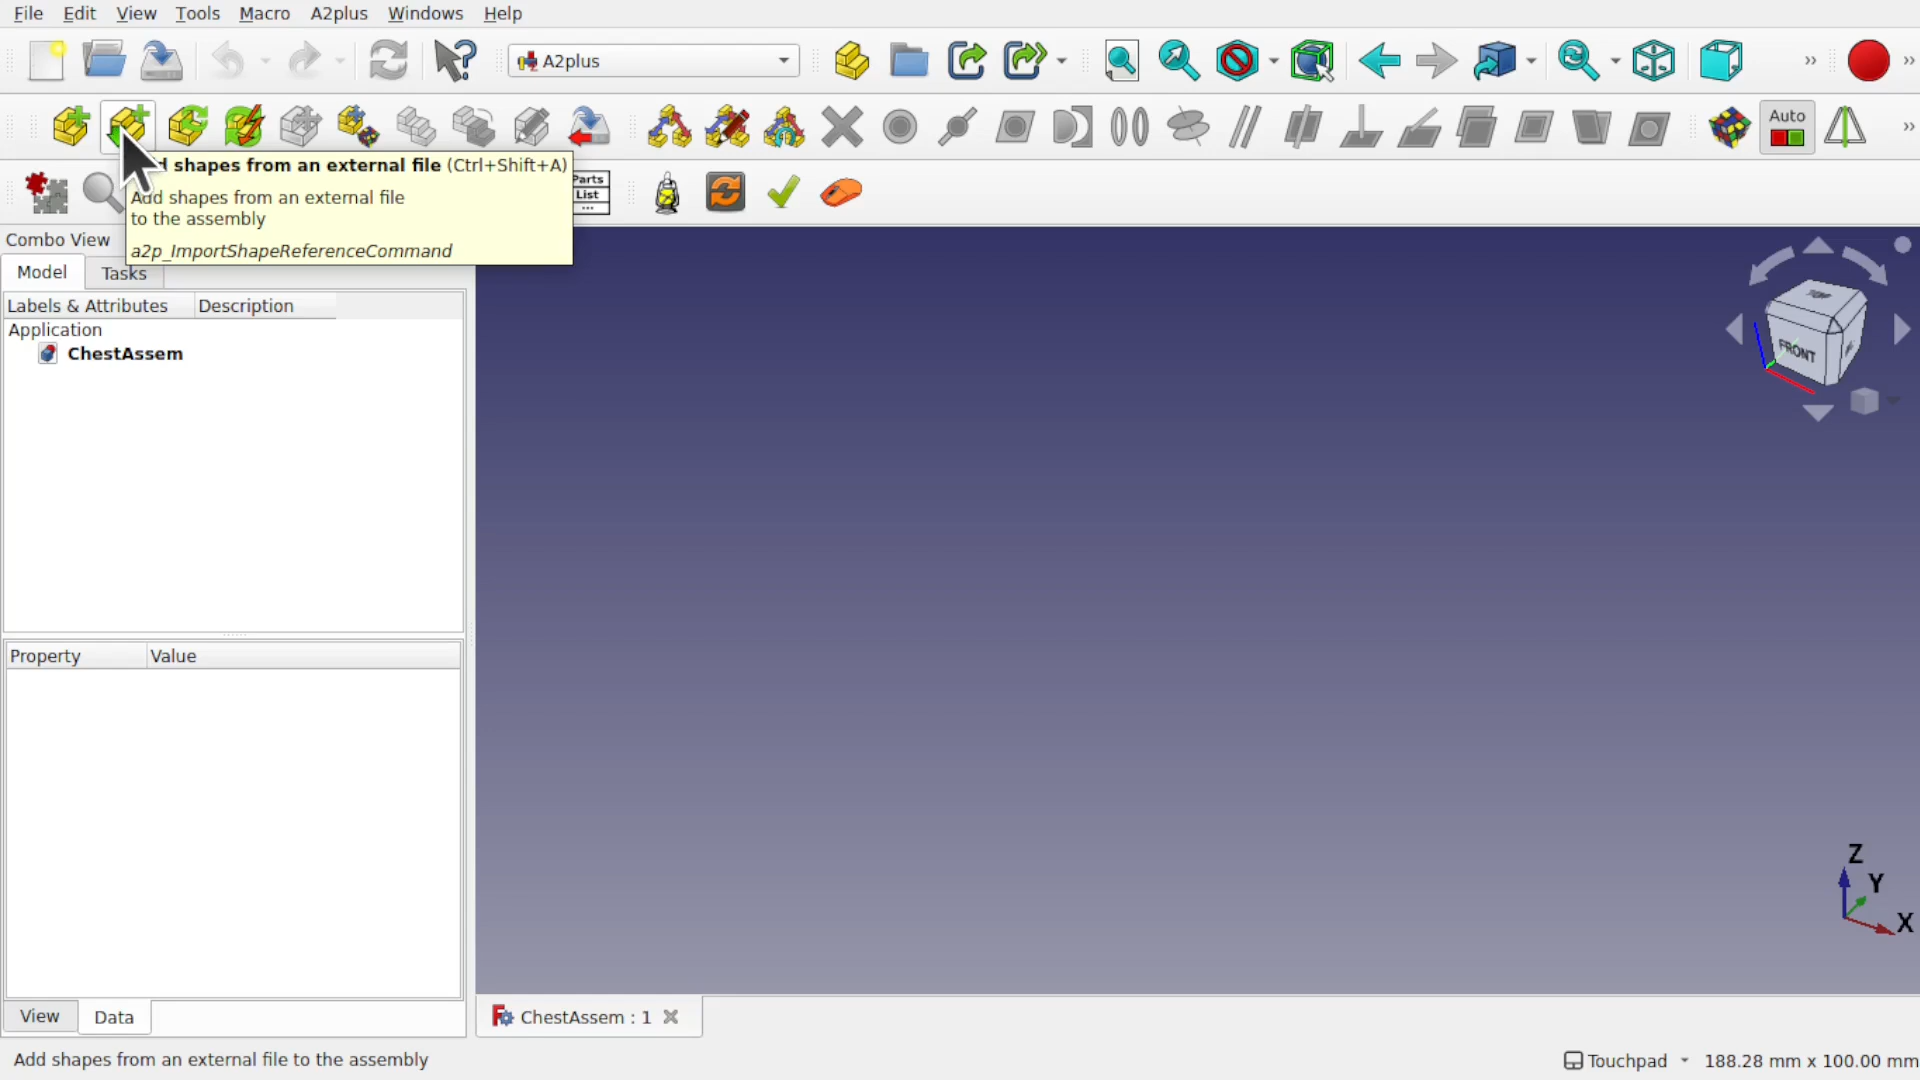 File Edit View Tools Macro A2plus Windows Help
A2plus
Auto
d shapes from an external file (Ctrl+Shift+A)
Add shapes from an external file
to the assembly
a2p_ImportShapeReferenceCommand
Parts
List
...
Combo View
Model Tasks
Labels & Attributes Description
Application
ChestAssem
TOP
FRONT
Property Value
Z
Y
X
View Data
ChestAssem : 1
Add shapes from an external file to the assembly
Touchpad 188.28 mm x 100.00 mm